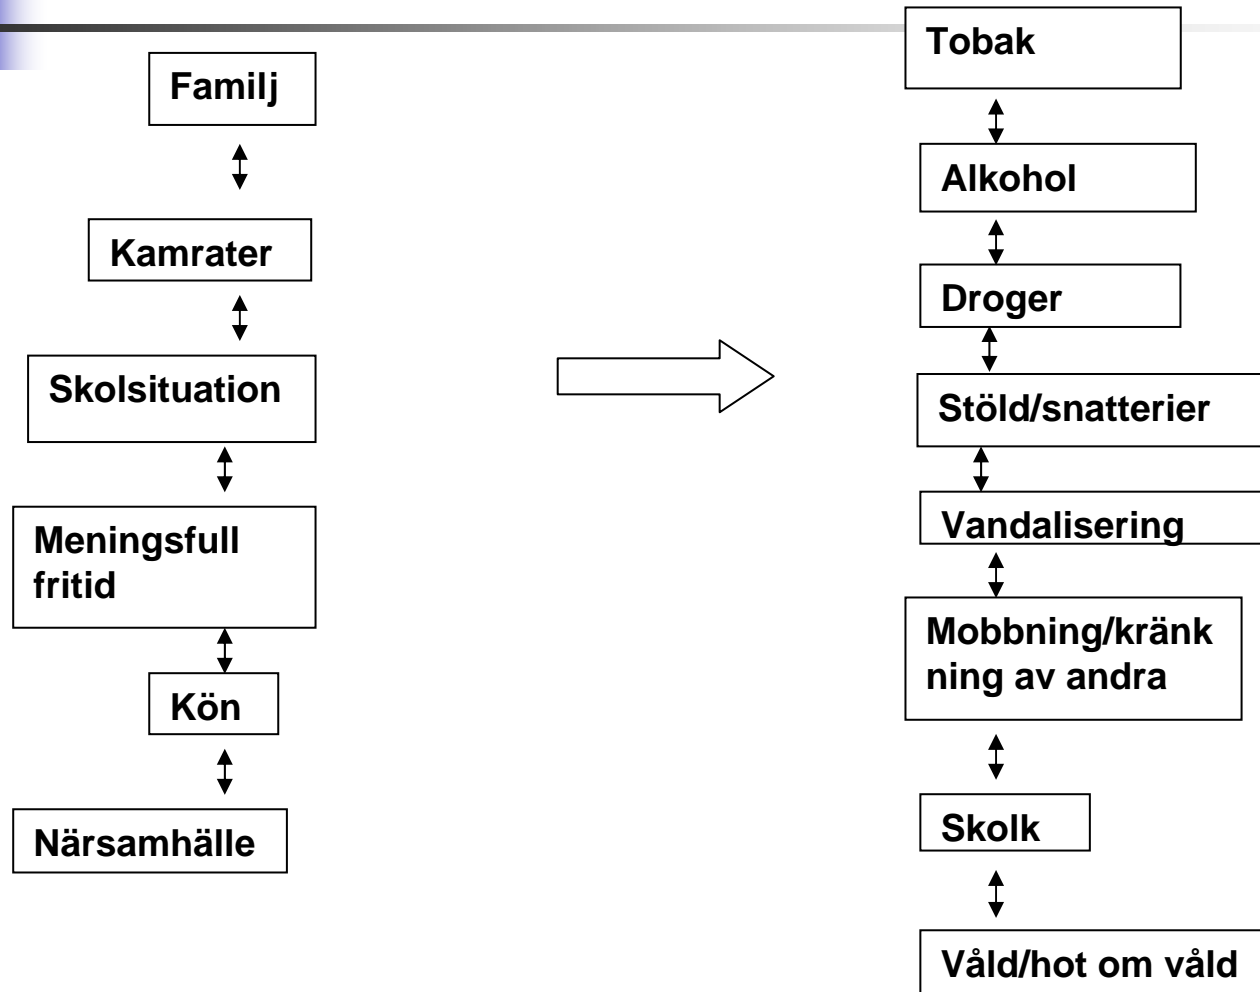 Familj
Kamrater
Skolsituation
Meningsfull
fritid
Kön
Närsamhälle
Tobak
Alkohol
Droger
Stöld/snatterier
Vandalisering
Mobbning/kränk
ning av andra
Skolk
Våld/hot om våld